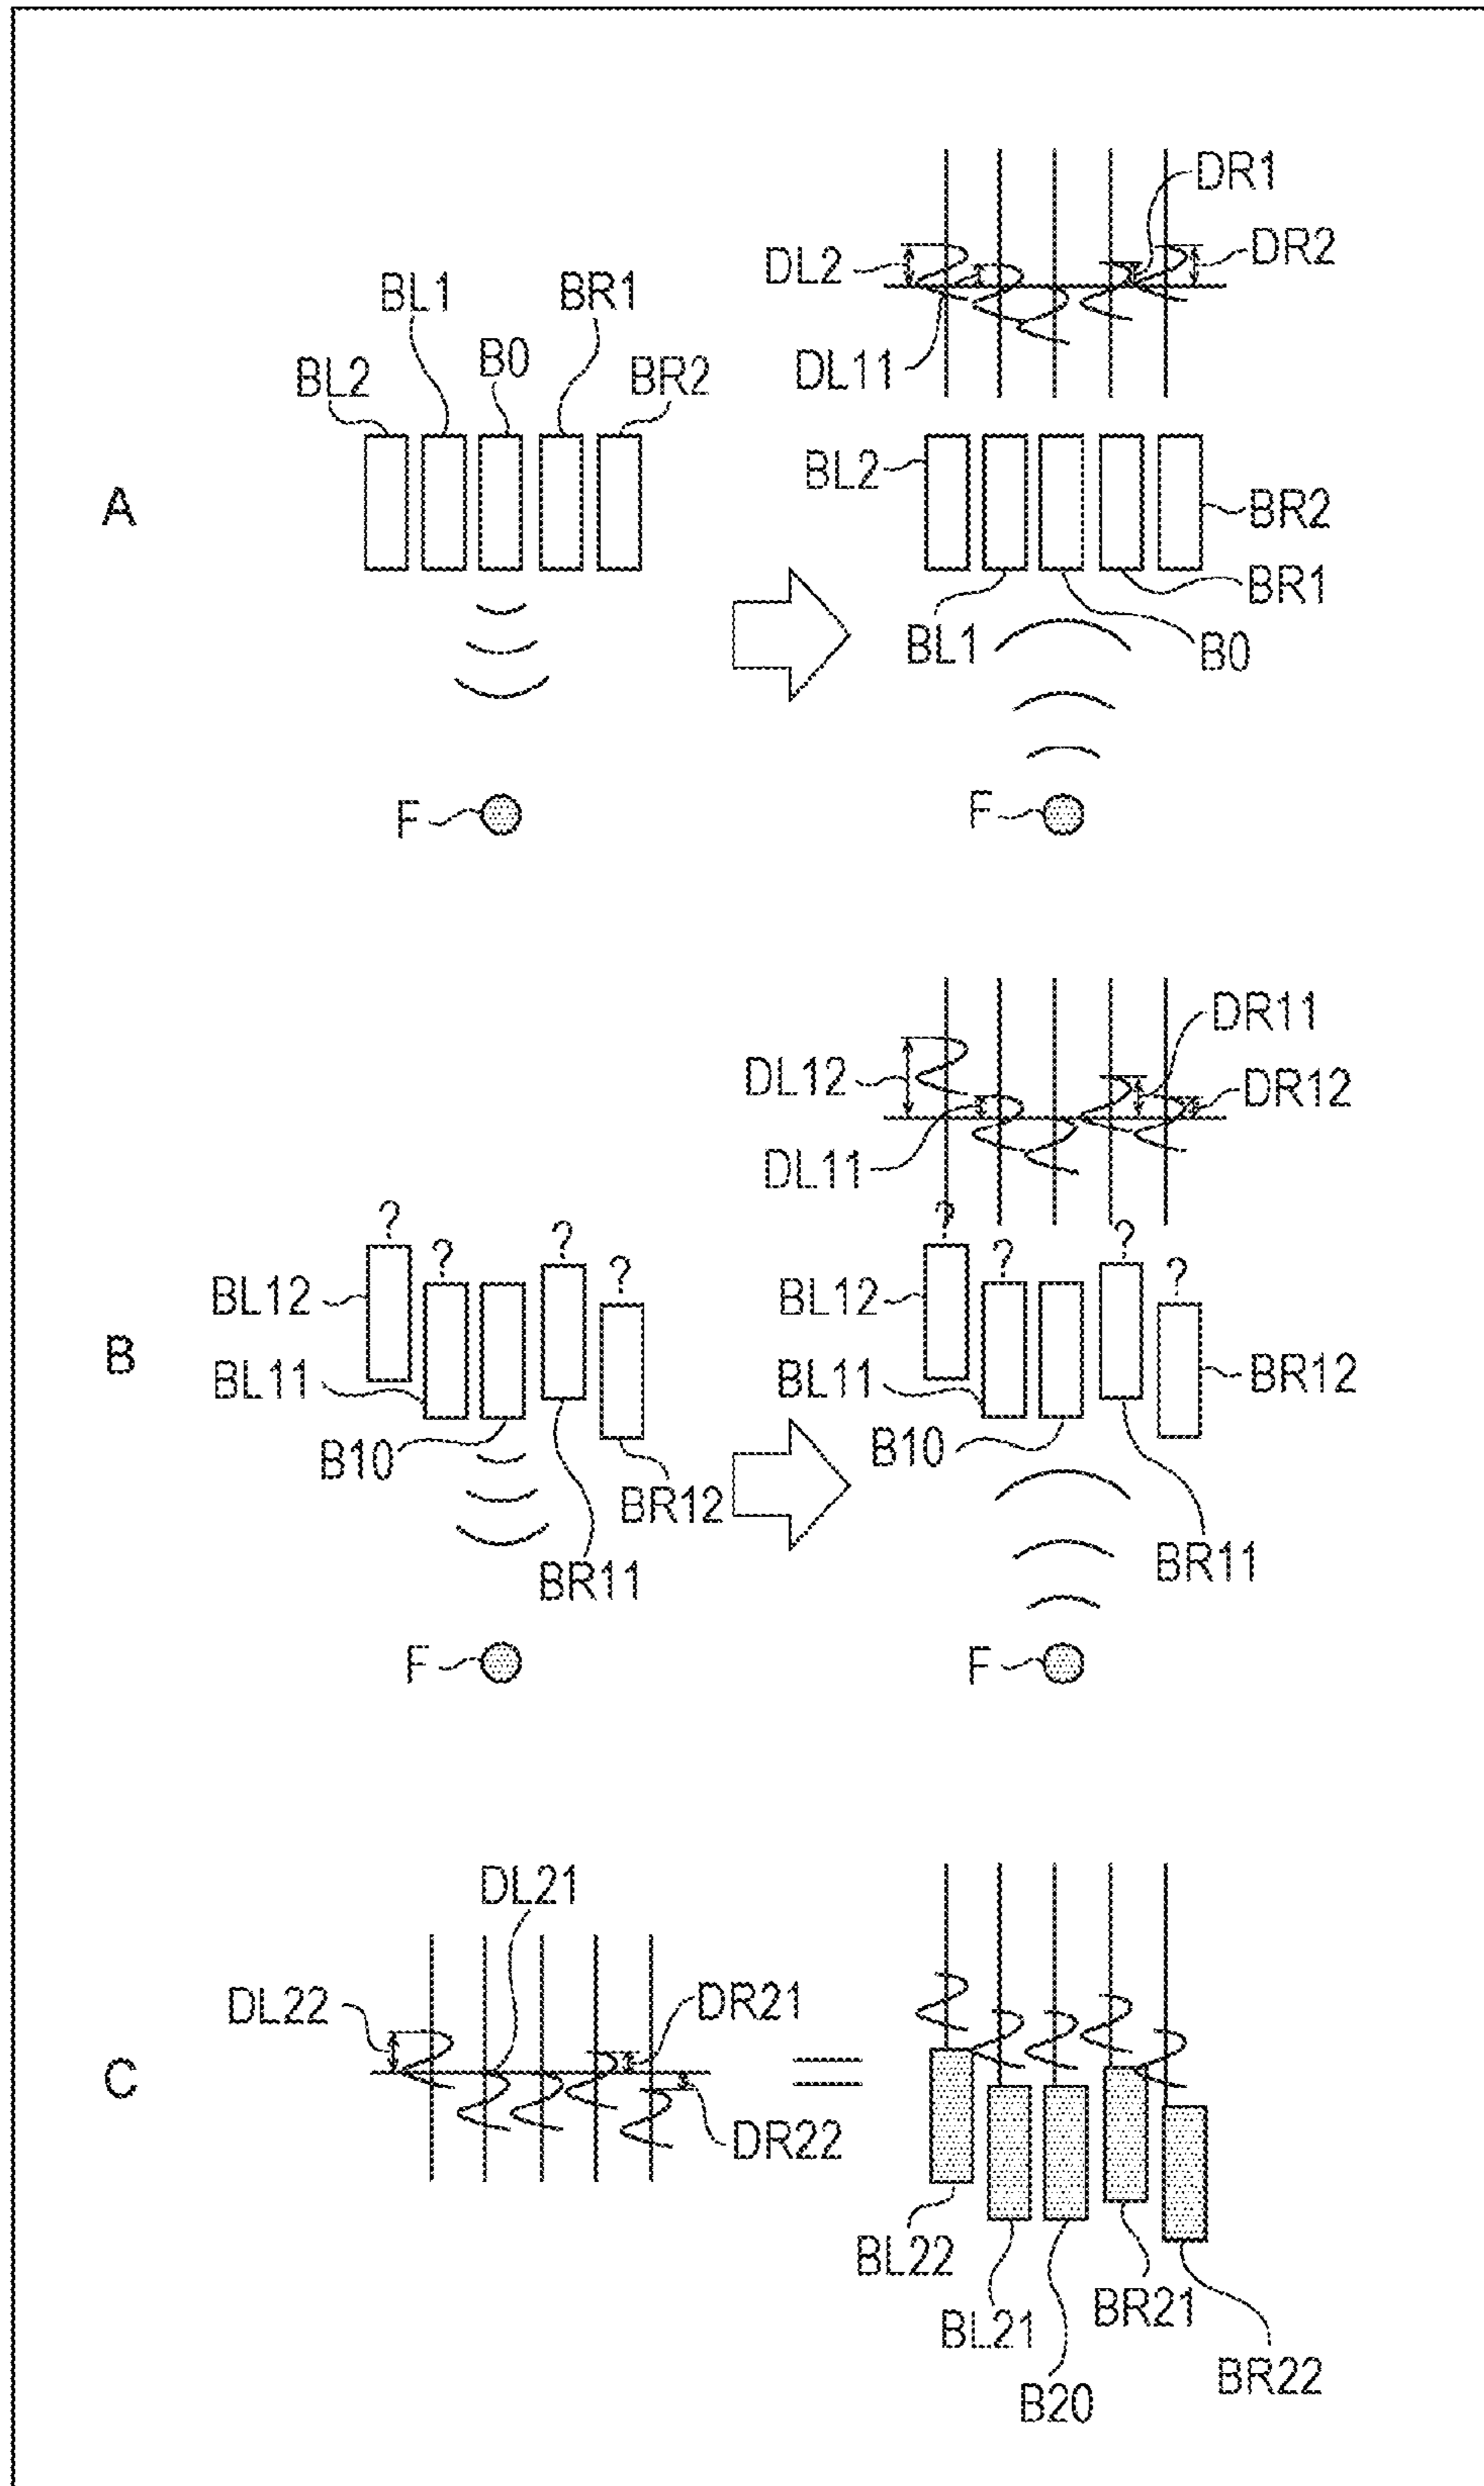 A
BL2
BL1
B0
BR1
BR2
F
DL2
DL11
DR1
DR2
BL2
BR2
BL1
BR1
B0
F
B
?
?
?
?
BL12
BL11
B10
BR12
BR11
F
DL12
DL11
DR11
DR12
?
?
?
?
BL12
BL11
BR12
B10
BR11
F
C
DL21
DL22
DR21
DR22
=
BL22
BL21
B20
BR21
BR22